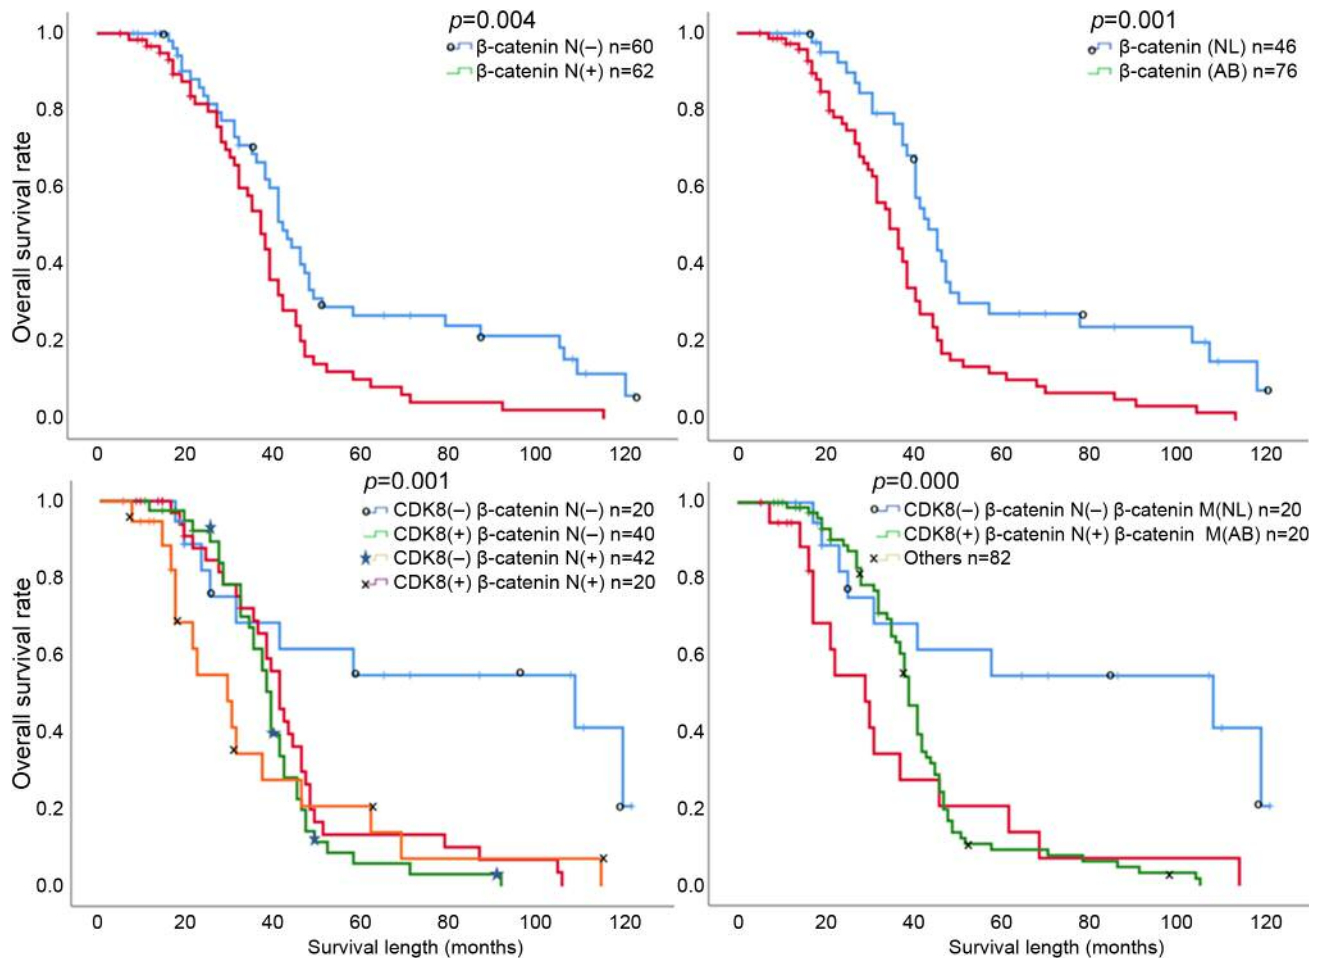 p=0.004
β-catenin N(–) n=60
β-catenin N(+) n=62
Overall survival rate
1.0
0.8
0.6
0.4
0.2
0.0
0 20 40 60 80 100 120
p=0.001
β-catenin (NL) n=46
β-catenin (AB) n=76
1.0
0.8
0.6
0.4
0.2
0.0
0 20 40 60 80 100 120
p=0.001
CDK8(–) β-catenin N(–) n=20
CDK8(+) β-catenin N(–) n=40
CDK8(–) β-catenin N(+) n=42
CDK8(+) β-catenin N(+) n=20
Overall survival rate
1.0
0.8
0.6
0.4
0.2
0.0
0 20 40 60 80 100 120
Survival length (months)
p=0.000
CDK8(–) β-catenin N(–) β-catenin M(NL) n=20
CDK8(+) β-catenin N(+) β-catenin M(AB) n=20
Others n=82
1.0
0.8
0.6
0.4
0.2
0.0
0 20 40 60 80 100 120
Survival length (months)